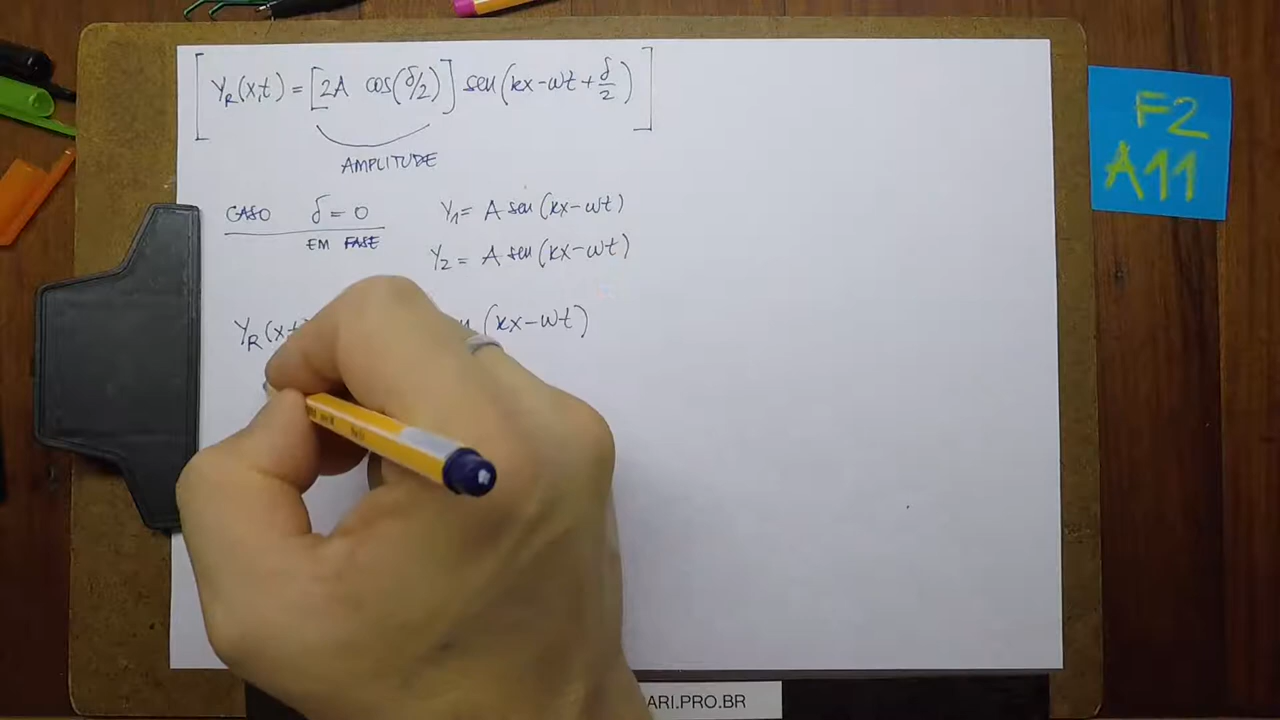 [ Y_R(x,t) = [2A cos(δ/2)] sen(kx-ωt+δ/2) ]
AMPLITUDE
CASO δ=0 Y_1= A sen(kx-ωt)
EM FASE
Y_2= A sen(kx-ωt)
Y_R(x,t (kx-ωt)
F2
A11
ARI.PRO.BR